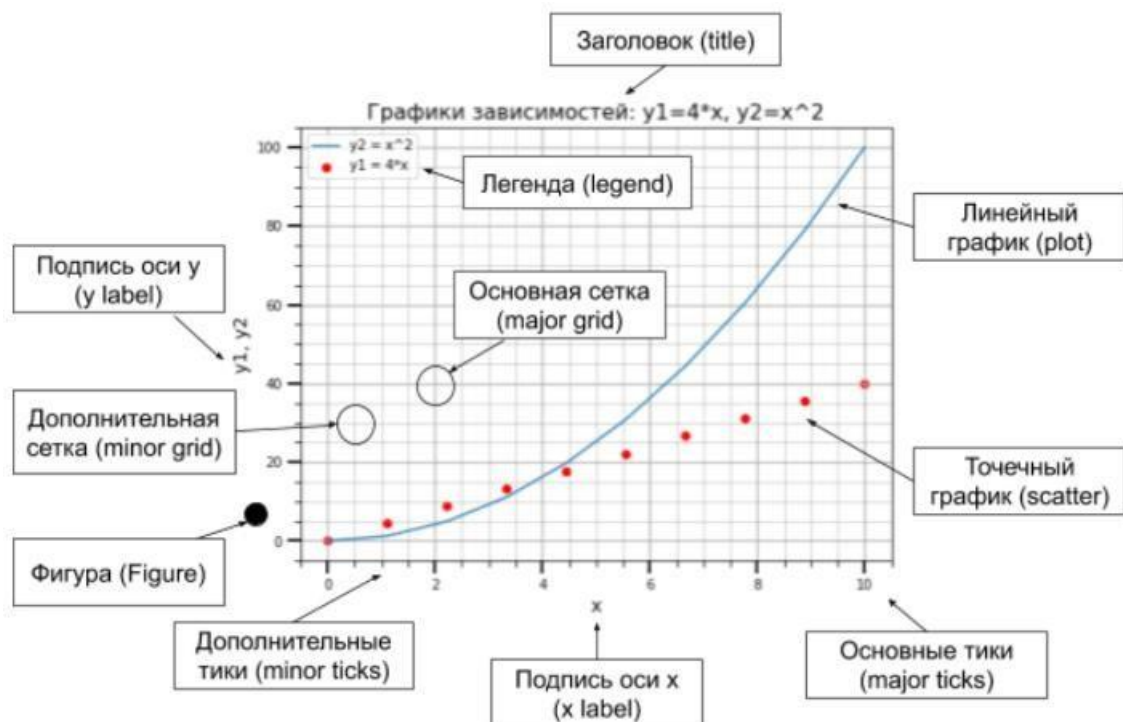 Заголовок (title)
Графики зависимостей: y1=4*x, y2=x^2
y2 = x^2
y1 = 4*x
Легенда (legend)
Линейный
график (plot)
Подпись оси y
(y label)
Основная сетка
(major grid)
y1, y2
Дополнительная
сетка (minor grid)
Точечный
график (scatter)
Фигура (Figure)
100
80
60
40
20
0
0 2 4 6 8 10
x
Дополнительные
тики (minor ticks)
Подпись оси x
(x label)
Основные тики
(major ticks)